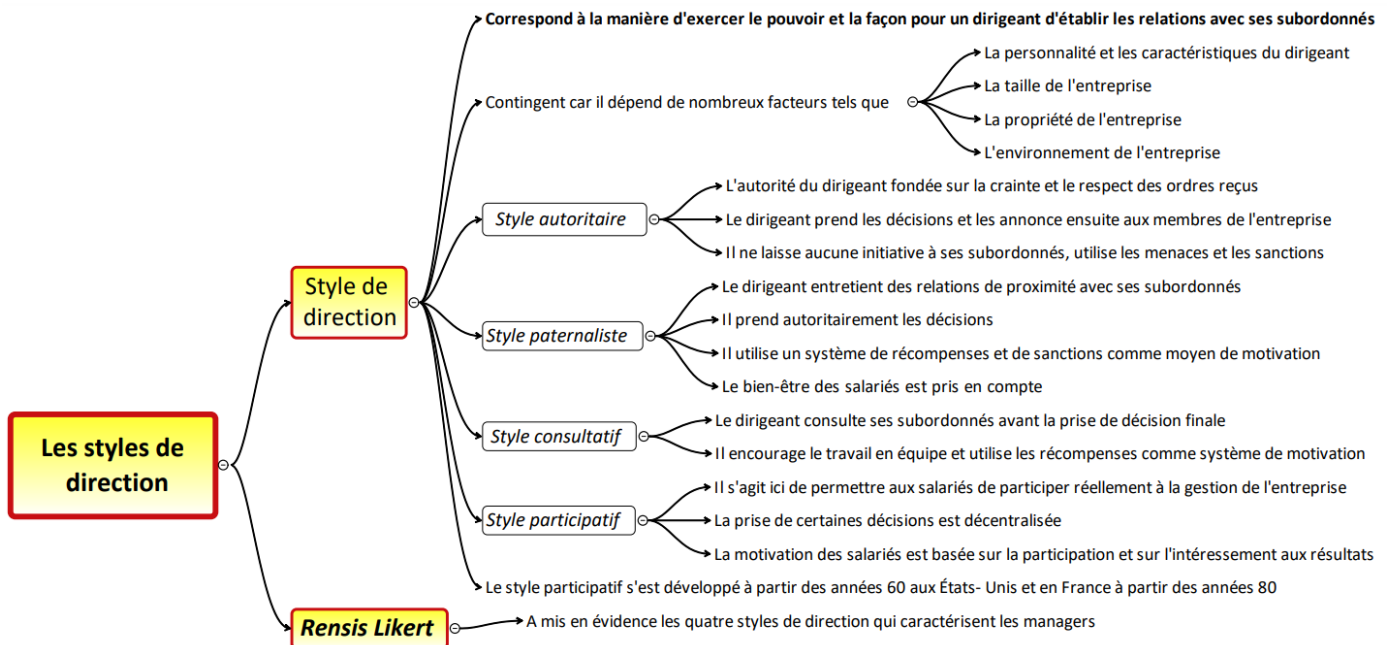 Les styles de
direction
Style de
direction
Correspond à la manière d'exercer le pouvoir et la façon pour un dirigeant d'établir les relations avec ses subordonnés
Contingent car il dépend de nombreux facteurs tels que
La personnalité et les caractéristiques du dirigeant
La taille de l'entreprise
La propriété de l'entreprise
L'environnement de l'entreprise
Style autoritaire
L'autorité du dirigeant fondée sur la crainte et le respect des ordres reçus
Le dirigeant prend les décisions et les annonce ensuite aux membres de l'entreprise
Il ne laisse aucune initiative à ses subordonnés, utilise les menaces et les sanctions
Style paternaliste
Le dirigeant entretient des relations de proximité avec ses subordonnés
Il prend autoritairement les décisions
Il utilise un système de récompenses et de sanctions comme moyen de motivation
Le bien-être des salariés est pris en compte
Style consultatif
Le dirigeant consulte ses subordonnés avant la prise de décision finale
Il encourage le travail en équipe et utilise les récompenses comme système de motivation
Style participatif
Il s'agit ici de permettre aux salariés de participer réellement à la gestion de l'entreprise
La prise de certaines décisions est décentralisée
La motivation des salariés est basée sur la participation et sur l'intéressement aux résultats
Le style participatif s'est développé à partir des années 60 aux États- Unis et en France à partir des années 80
Rensis Likert
A mis en évidence les quatre styles de direction qui caractérisent les managers